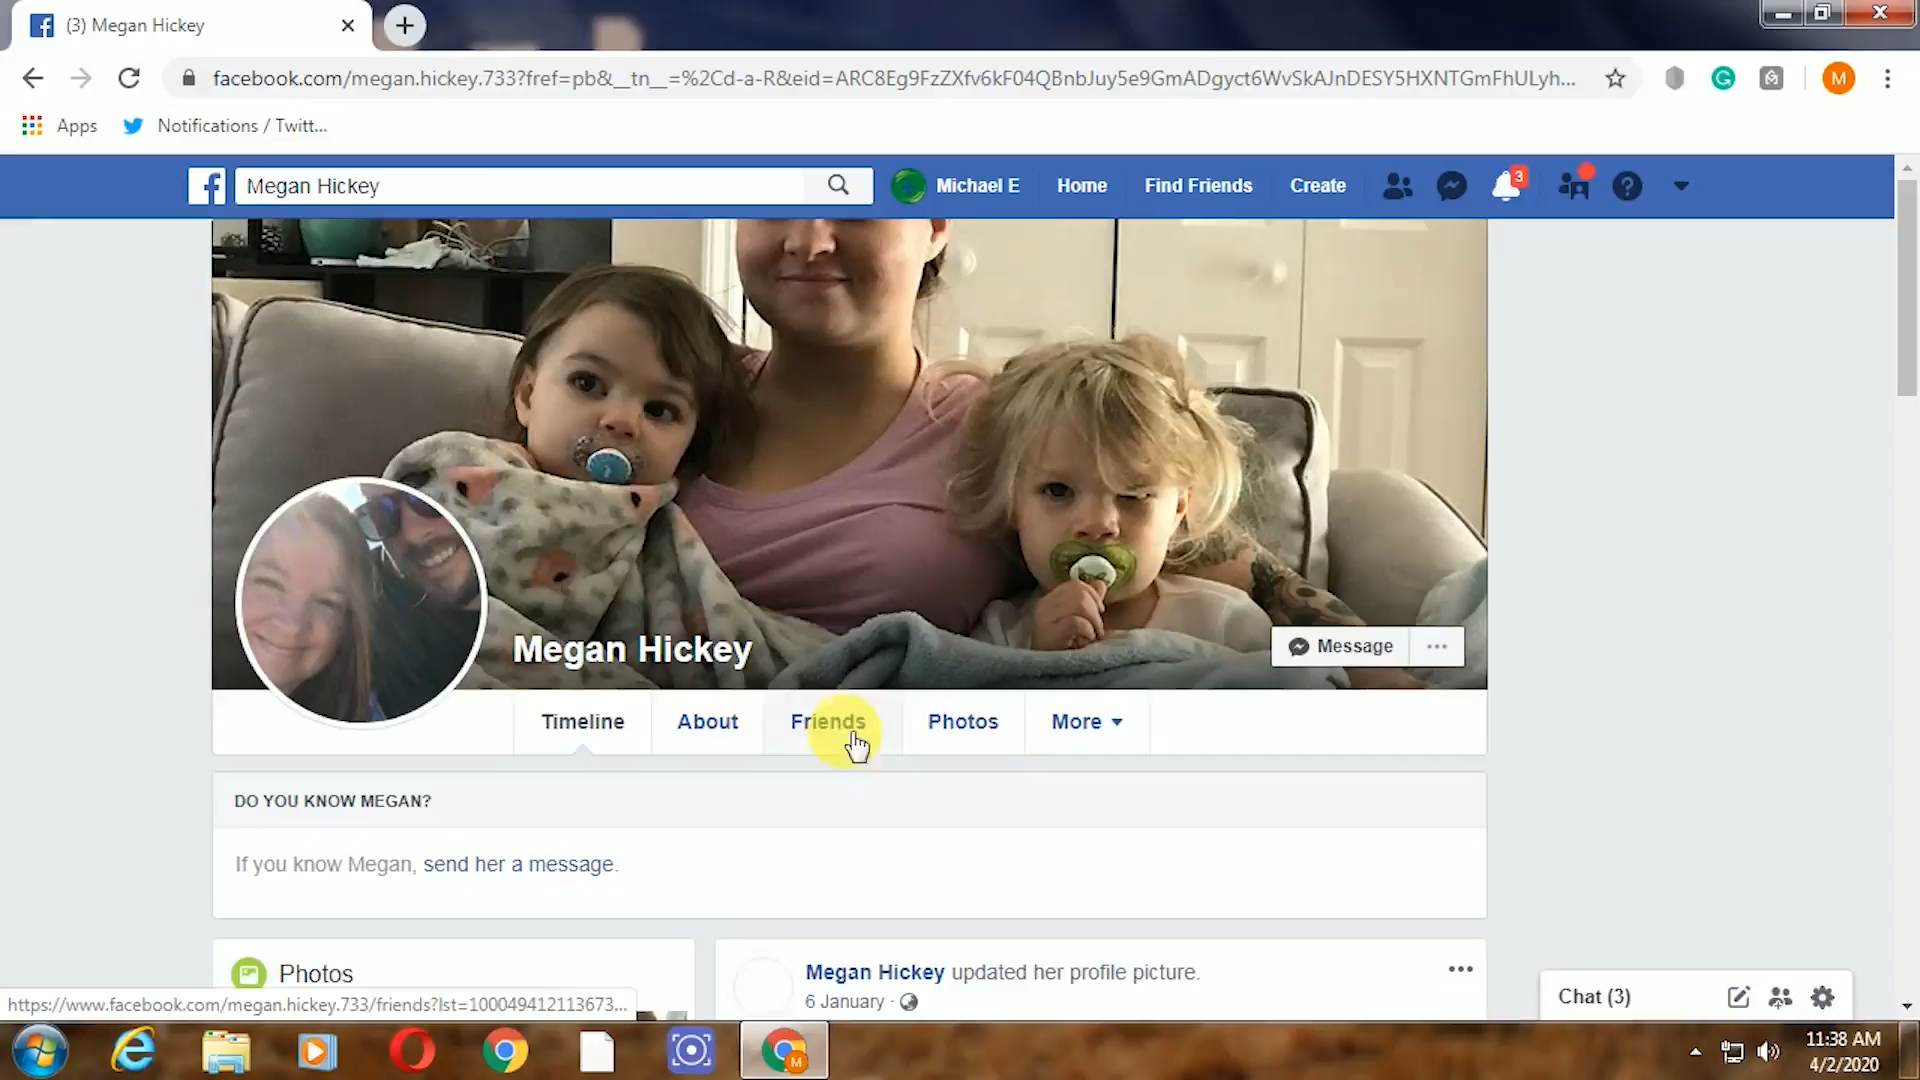 (3) Megan Hickey
facebook.com/megan.hickey.733?fref=pb&__tn__=%2Cd-a-R&eid=ARC8Eg9FzZXfv6kF04QBnbJuy5e9GmADgyct6WvSkAJnDESY5HXNTGmFhULyh...
M
Apps
Notifications / Twitt...
Megan Hickey
Michael E
Home
Find Friends
Create
3
Megan Hickey
Message
Timeline
About
Friends
Photos
More
DO YOU KNOW MEGAN?
If you know Megan, send her a message.
Photos
Megan Hickey updated her profile picture.
6 January ·
Chat (3)
https://www.facebook.com/megan.hickey.733/friends?lst=100049412113673...
M
11:38 AM
4/2/2020